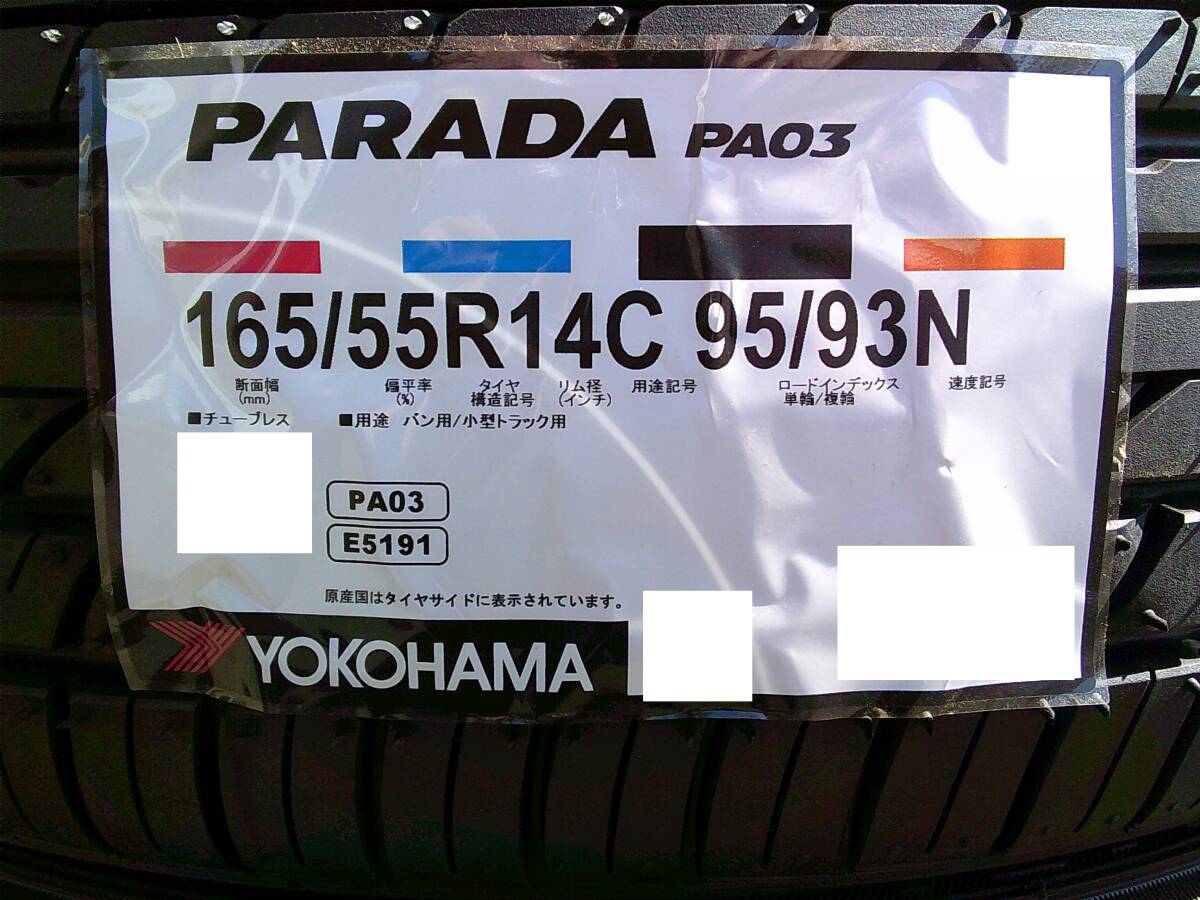 PARADA PA03
165/55R14C 95/93N
断面幅 偏平率 タイヤ リム径 用途記号 ロードインデックス 速度記号
(mm) (%) 構造記号 (インチ) 単輪/複輪
■チューブレス ■用途 バン用/小型トラック用
PA03
E5191
原産国はタイヤサイドに表示されています。
YOKOHAMA